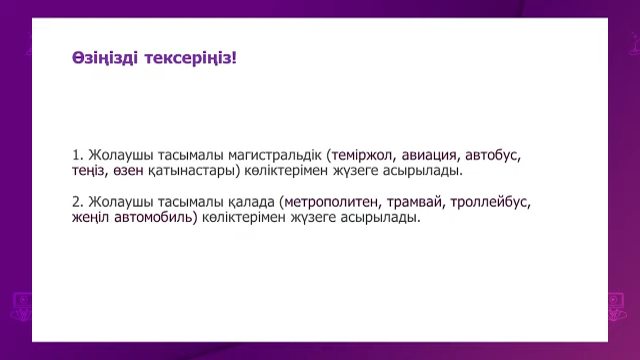 Өзіңізді тексеріңіз!
1. Жолаушы тасымалы магистральдік (теміржол, авиация, автобус,
теңіз, өзен қатынастары) көліктерімен жүзеге асырылады.
2. Жолаушы тасымалы қалада (метрополитен, трамвай, троллейбус,
жеңіл автомобиль) көліктерімен жүзеге асырылады.